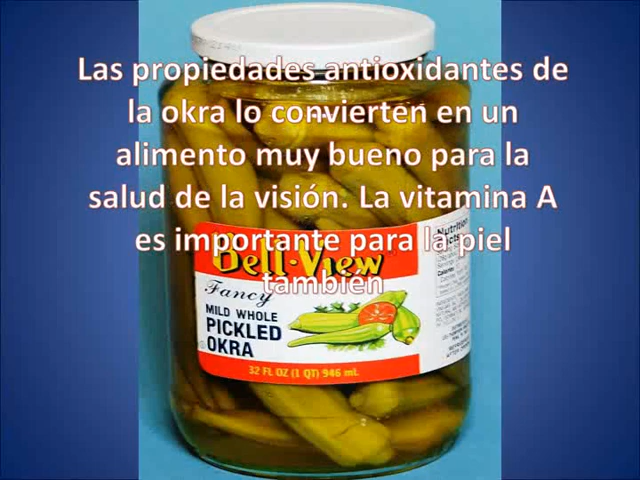 Las propiedades antioxidantes de
la okra lo convierten en un
alimento muy bueno para la
salud de la visión. La vitamina A
es importante para la piel
también
Bell-View
Fancy
MILD WHOLE
PICKLED
OKRA
32 FL OZ (1 QT) 946 ml.
Nutrition